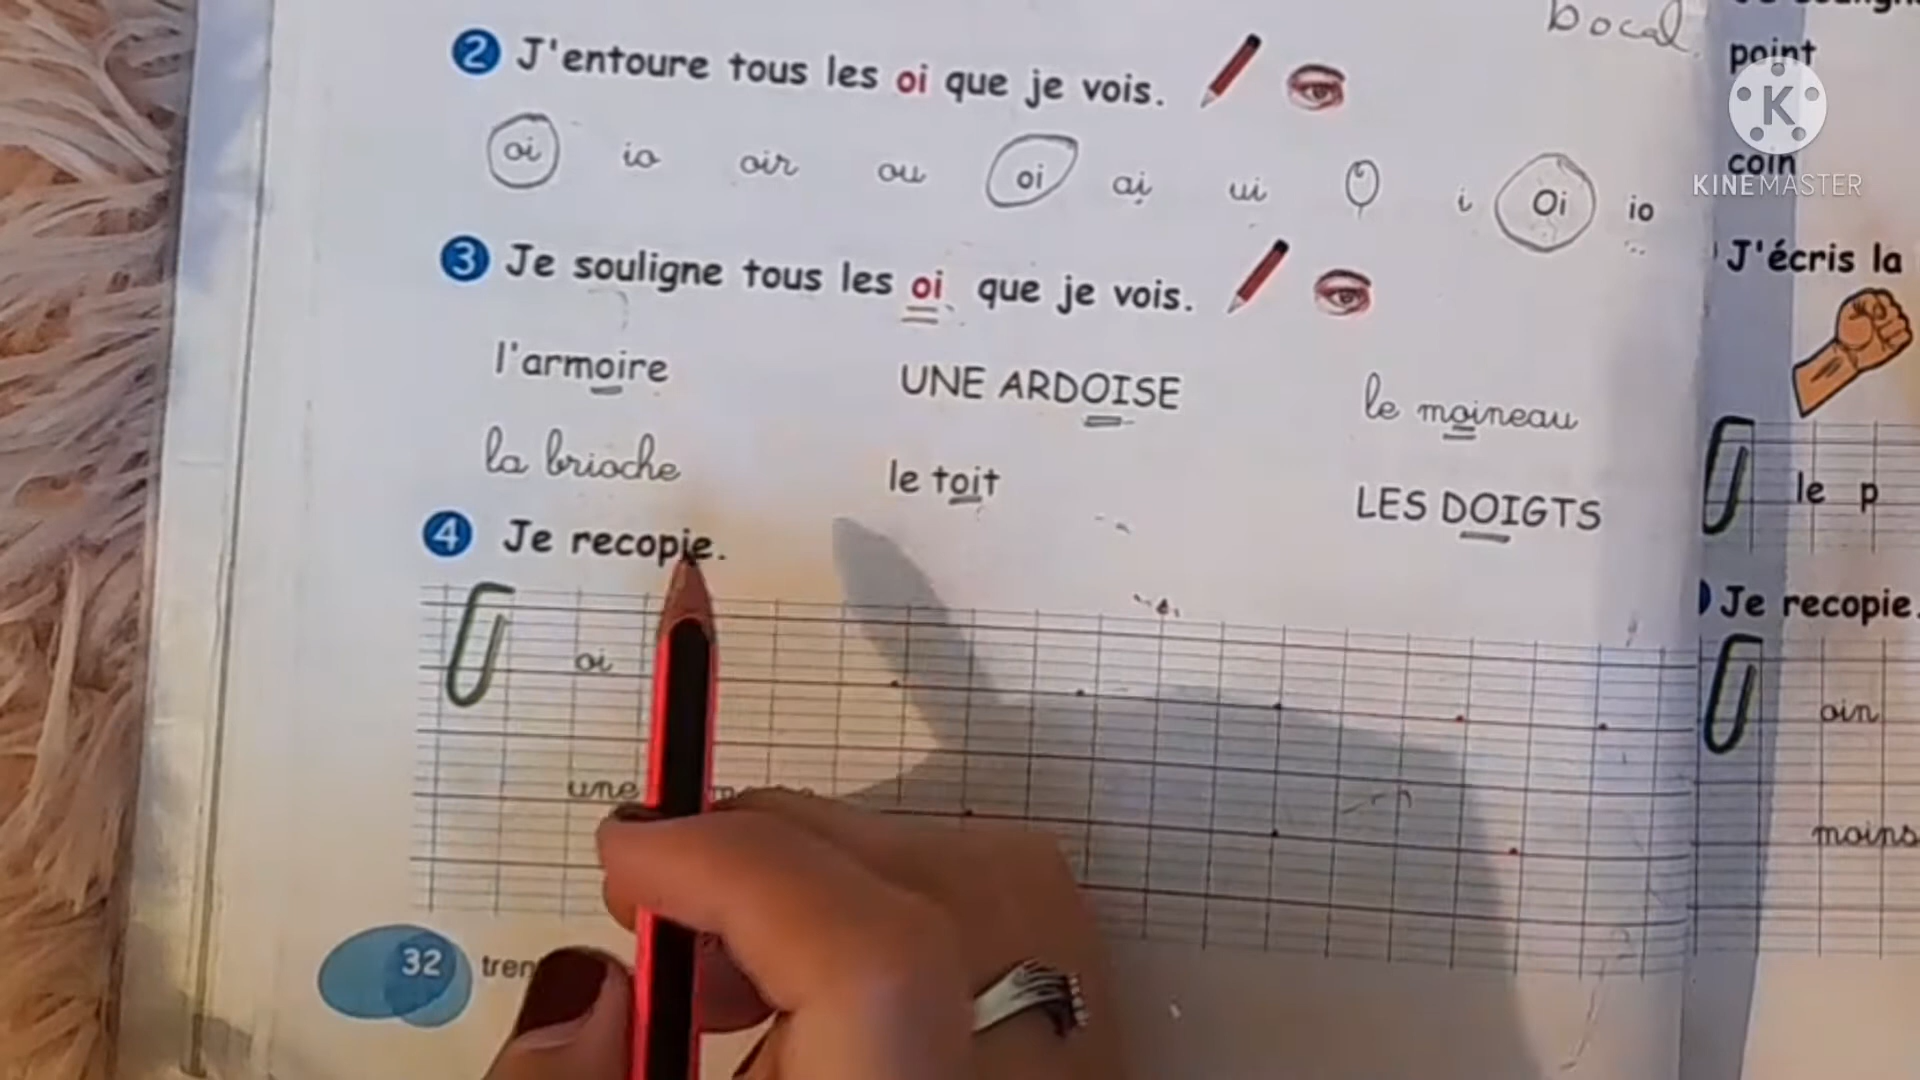 bocal
2 J'entoure tous les oi que je vois.
oi io oir ou oi ai ui O i Oi io
3 Je souligne tous les oi que je vois.
l'armoire UNE ARDOISE le moineau
la brioche le toit LES DOIGTS
4 Je recopie.
oi
une
32
point
coin
KINEMASTER
J'écris la
le p
Je recopie.
oin
moins